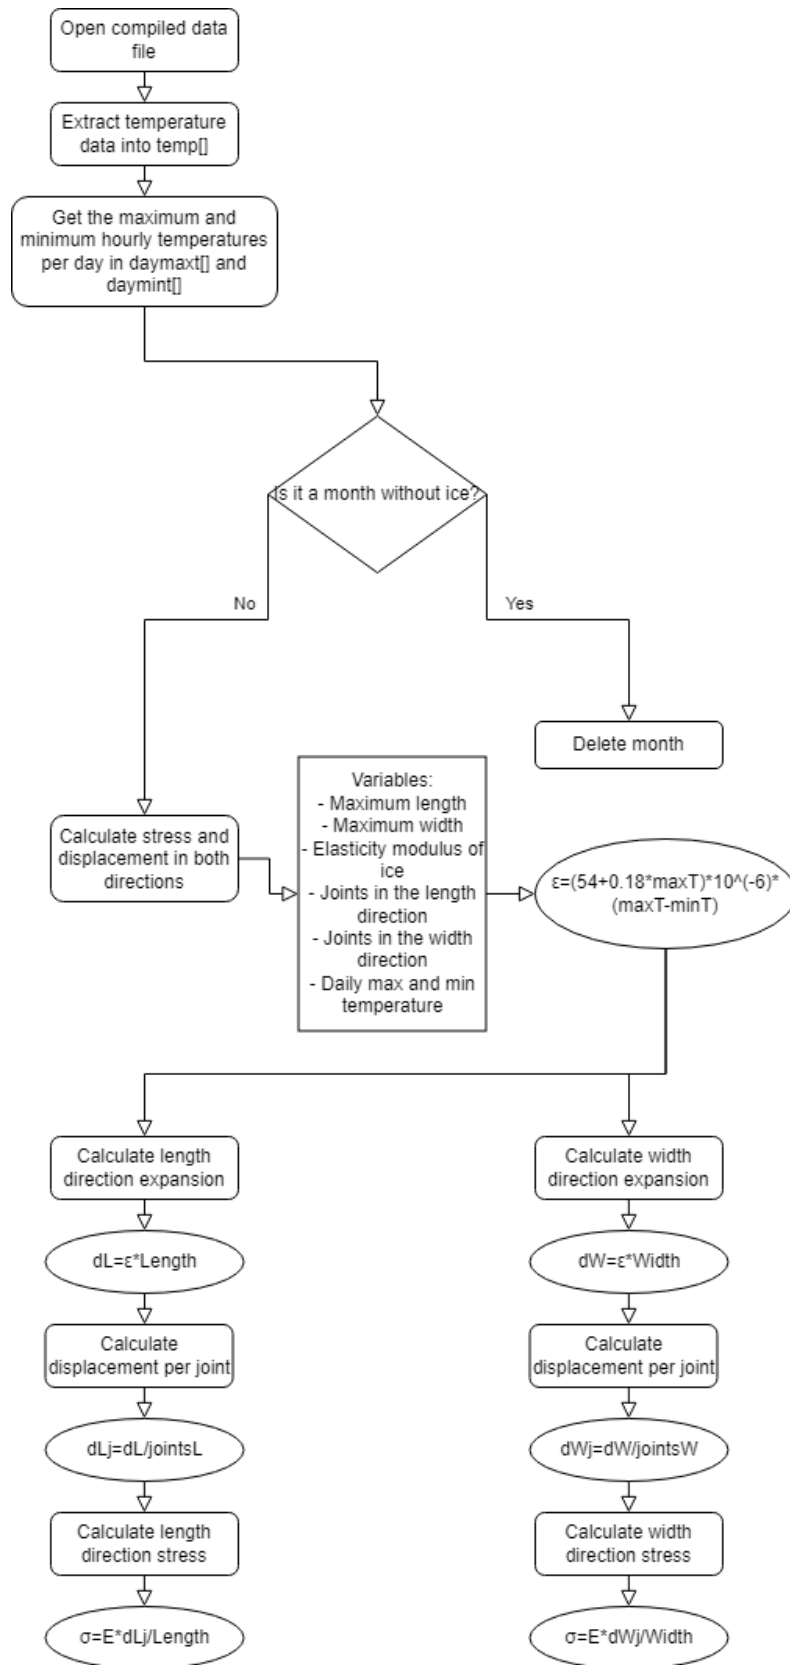 Open compiled data
file
Extract temperature
data into temp[]
Get the maximum and
minimum hourly temperatures
per day in daymaxt[] and
daymint[]
Is it a month without ice?
No
Yes
Delete month
Calculate stress and
displacement in both
directions
Variables:
- Maximum length
- Maximum width
- Elasticity modulus of
ice
- Joints in the length
direction
- Joints in the width
direction
- Daily max and min
temperature
ε=(54+0.18*maxT)*10^(-6)*
(maxT-minT)
Calculate length
direction expansion
dL=ε*Length
Calculate
displacement per joint
dLj=dL/jointsL
Calculate length
direction stress
σ=E*dLj/Length
Calculate width
direction expansion
dW=ε*Width
Calculate
displacement per joint
dWj=dW/jointsW
Calculate width
direction stress
σ=E*dWj/Width